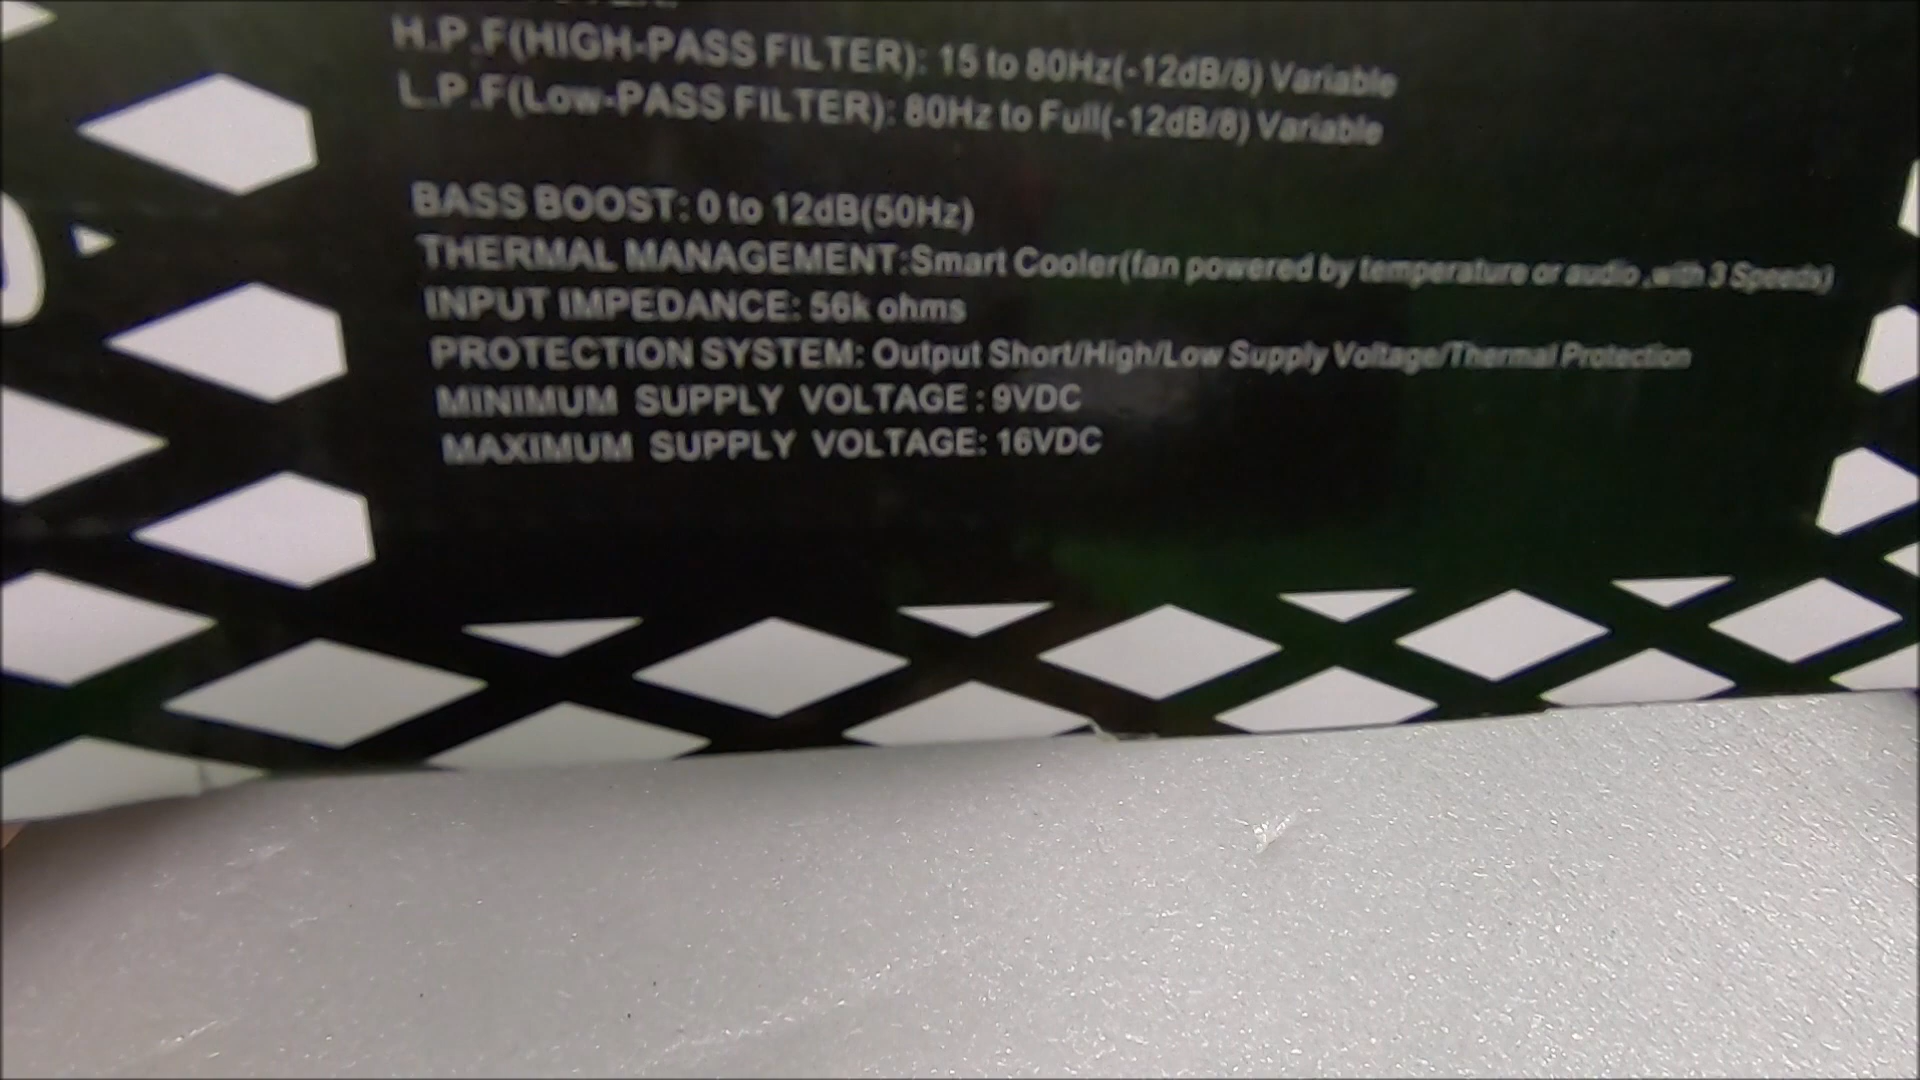 H.P.F(HIGH-PASS FILTER): 15 to 80Hz(-12dB/8) Variable
L.P.F(Low-PASS FILTER): 80Hz to Full(-12dB/8) Variable
BASS BOOST: 0 to 12dB(50Hz)
THERMAL MANAGEMENT:Smart Cooler(fan powered by temperature or audio ,with 3 Speeds)
INPUT IMPEDANCE: 56k ohms
PROTECTION SYSTEM: Output Short/High/Low Supply Voltage/Thermal Protection
MINIMUM SUPPLY VOLTAGE : 9VDC
MAXIMUM SUPPLY VOLTAGE: 16VDC